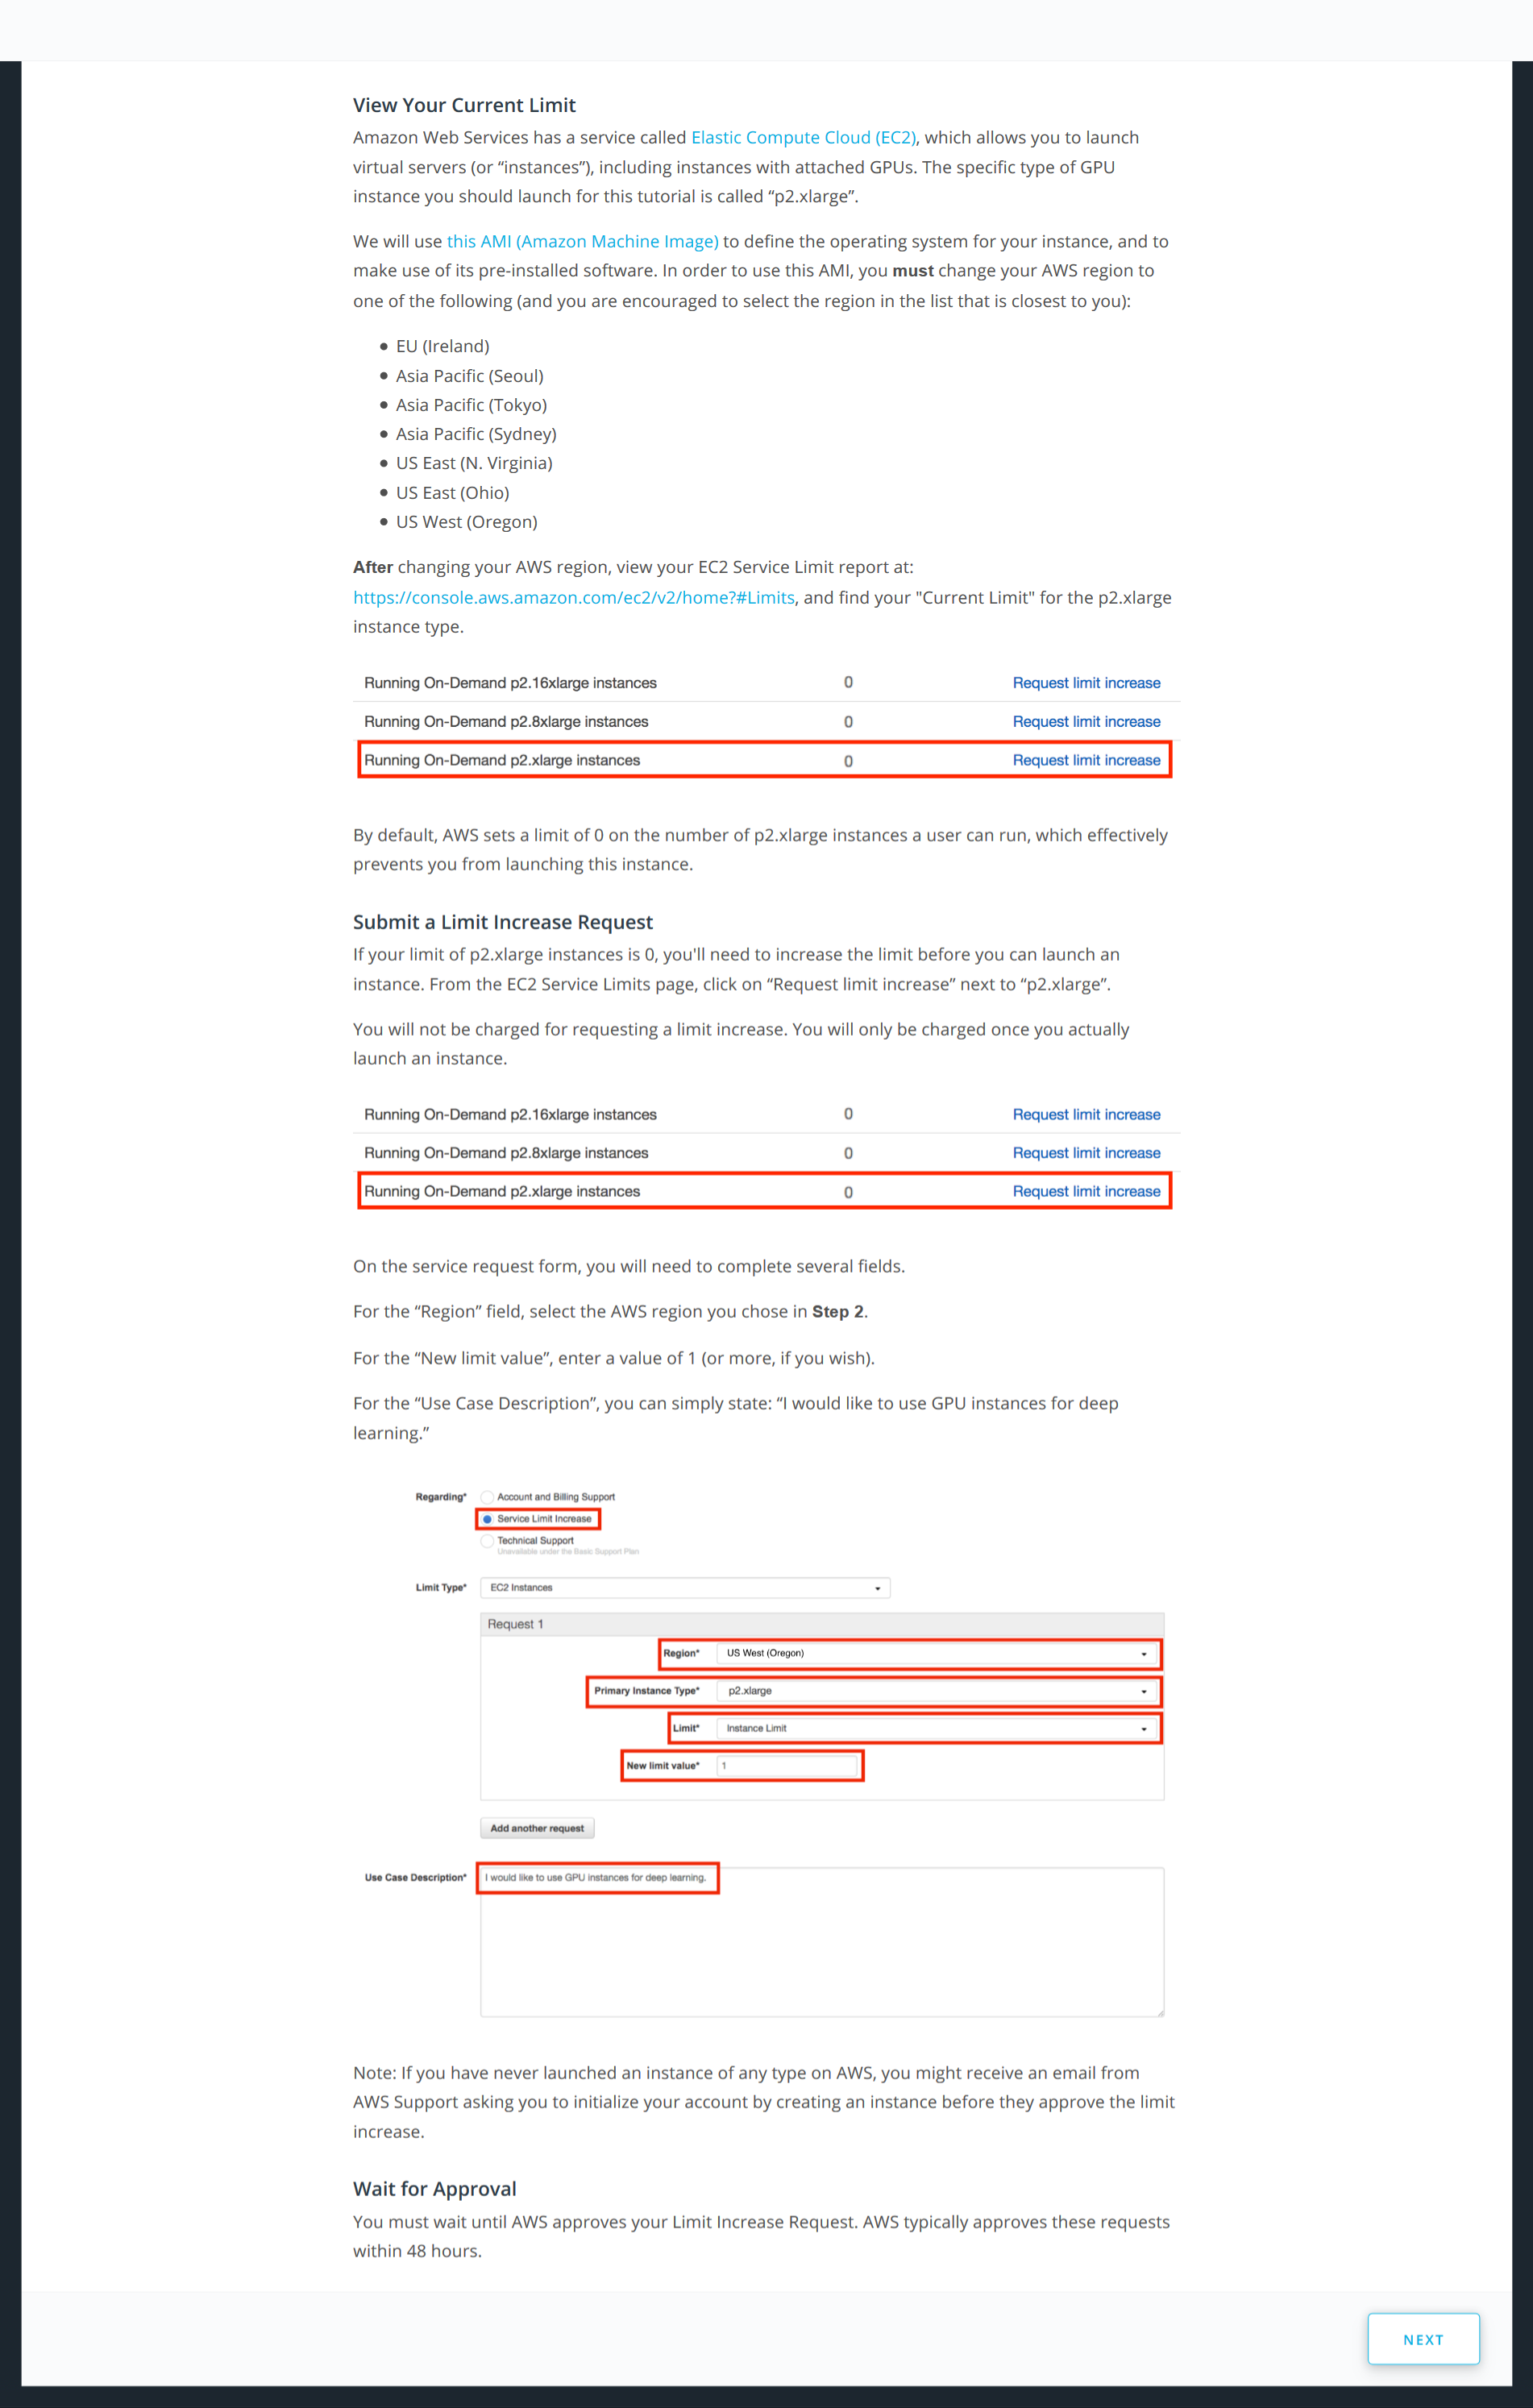 View Your Current Limit
Amazon Web Services has a service called Elastic Compute Cloud (EC2), which allows you to launch
virtual servers (or “instances”), including instances with attached GPUs. The specific type of GPU
instance you should launch for this tutorial is called “p2.xlarge”.
We will use this AMI (Amazon Machine Image) to define the operating system for your instance, and to
make use of its pre-installed software. In order to use this AMI, you must change your AWS region to
one of the following (and you are encouraged to select the region in the list that is closest to you):
• EU (Ireland)
• Asia Pacific (Seoul)
• Asia Pacific (Tokyo)
• Asia Pacific (Sydney)
• US East (N. Virginia)
• US East (Ohio)
• US West (Oregon)
After changing your AWS region, view your EC2 Service Limit report at:
https://console.aws.amazon.com/ec2/v2/home?#Limits, and find your "Current Limit" for the p2.xlarge
instance type.
Running On-Demand p2.16xlarge instances 0 Request limit increase
Running On-Demand p2.8xlarge instances 0 Request limit increase
Running On-Demand p2.xlarge instances 0 Request limit increase
By default, AWS sets a limit of 0 on the number of p2.xlarge instances a user can run, which effectively
prevents you from launching this instance.
Submit a Limit Increase Request
If your limit of p2.xlarge instances is 0, you'll need to increase the limit before you can launch an
instance. From the EC2 Service Limits page, click on “Request limit increase” next to “p2.xlarge”.
You will not be charged for requesting a limit increase. You will only be charged once you actually
launch an instance.
Running On-Demand p2.16xlarge instances 0 Request limit increase
Running On-Demand p2.8xlarge instances 0 Request limit increase
Running On-Demand p2.xlarge instances 0 Request limit increase
On the service request form, you will need to complete several fields.
For the “Region” field, select the AWS region you chose in Step 2.
For the “New limit value”, enter a value of 1 (or more, if you wish).
For the “Use Case Description”, you can simply state: “I would like to use GPU instances for deep
learning.”
Regarding* Account and Billing Support
Service Limit Increase
Technical Support
Unavailable under the Basic Support Plan
Limit Type* EC2 Instances
Request 1
Region* US West (Oregon)
Primary Instance Type* p2.xlarge
Limit* Instance Limit
New limit value* 1
Add another request
Use Case Description* I would like to use GPU instances for deep learning.
Note: If you have never launched an instance of any type on AWS, you might receive an email from
AWS Support asking you to initialize your account by creating an instance before they approve the limit
increase.
Wait for Approval
You must wait until AWS approves your Limit Increase Request. AWS typically approves these requests
within 48 hours.
NEXT